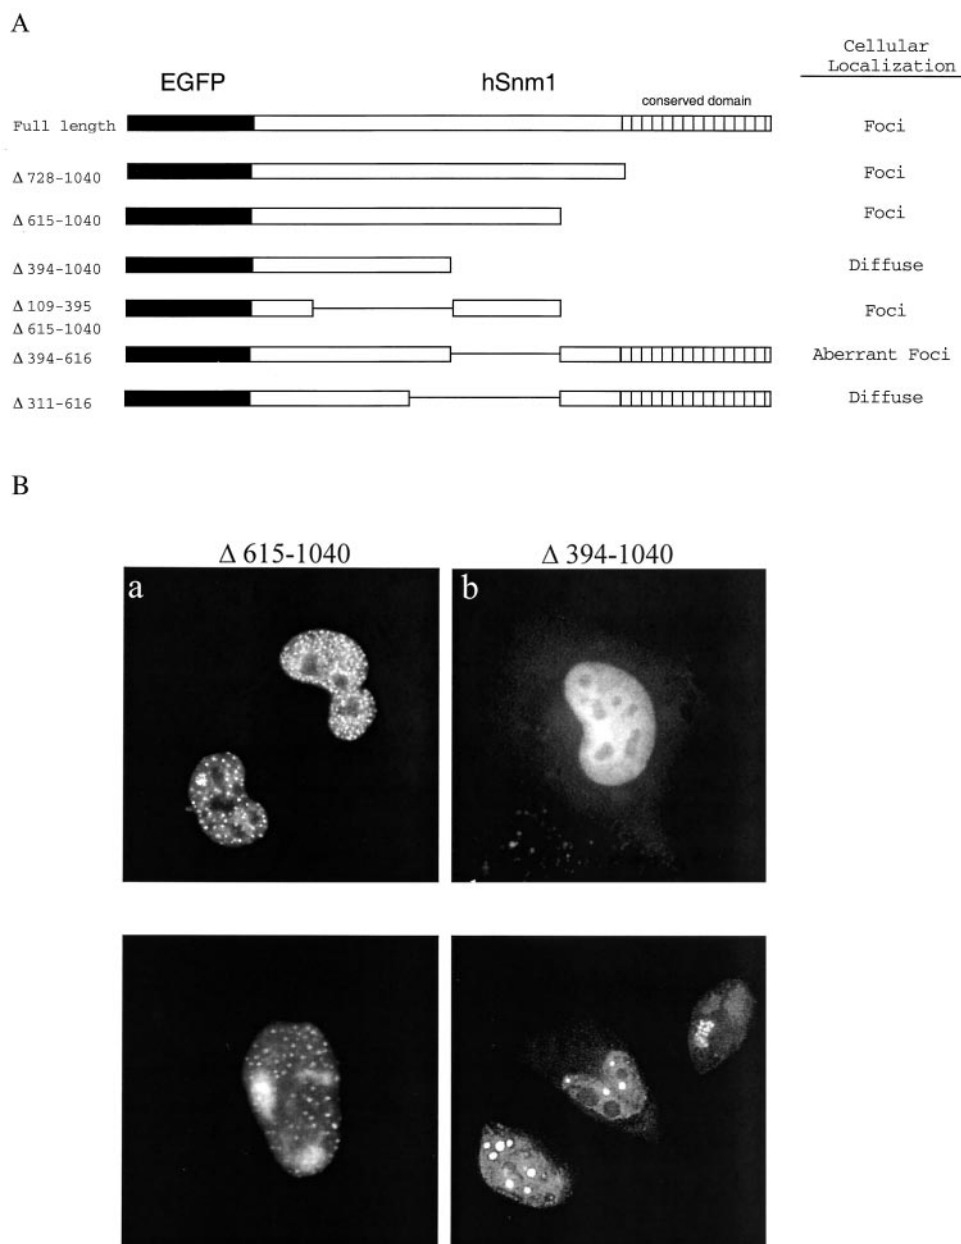 A
Cellular
Localization
EGFP
hSnm1
conserved domain
Full length
Foci
Δ 728-1040
Foci
Δ 615-1040
Foci
Δ 394-1040
Diffuse
Δ 109-395
Δ 615-1040
Foci
Δ 394-616
Aberrant Foci
Δ 311-616
Diffuse
B
Δ 615-1040
Δ 394-1040
a
b